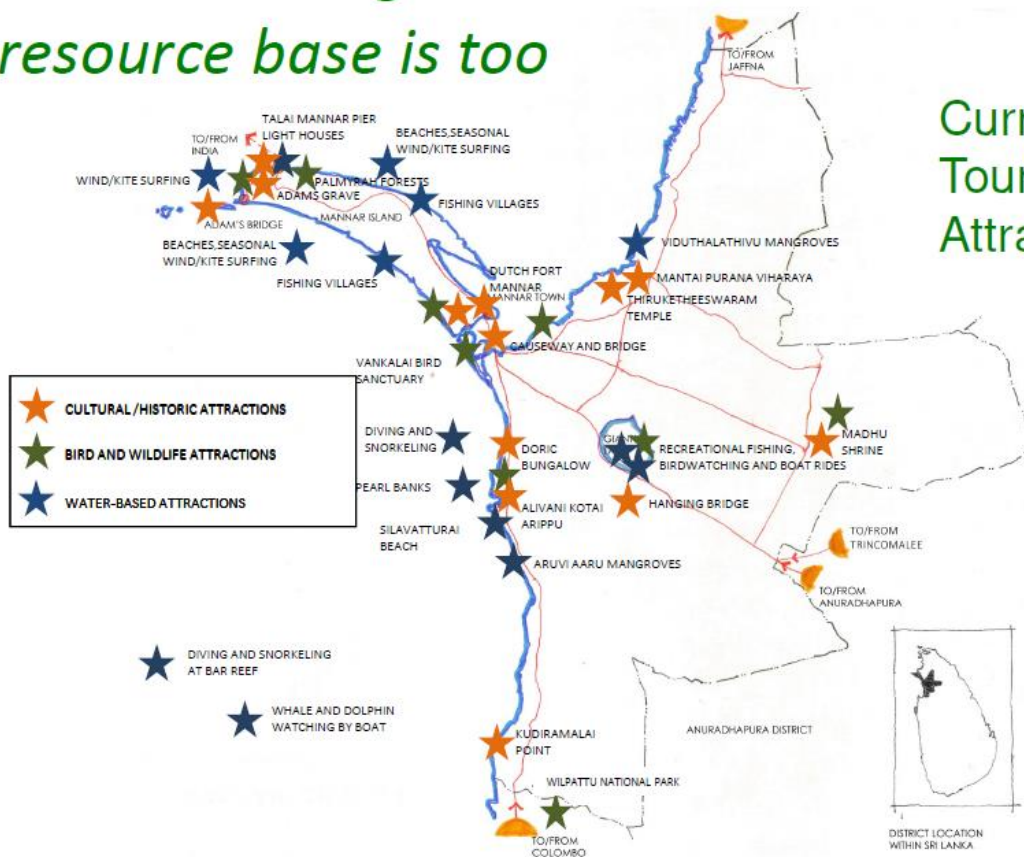 resource base is too
Curr
Tour
Attra
TO/FROM
JAFFNA
TALAI MANNAR PIER
LIGHT HOUSES
TO/FROM
INDIA
BEACHES,SEASONAL
WIND/KITE SURFING
WIND/KITE SURFING
PALMYRAH FORESTS
ADAMS GRAVE
FISHING VILLAGES
ADAM'S BRIDGE
MANNAR ISLAND
BEACHES,SEASONAL
WIND/KITE SURFING
FISHING VILLAGES
VIDUTHALATHIVU MANGROVES
DUTCH FORT
MANNAR
MANNAR TOWN
MANTAI PURANA VIHARAYA
THIRUKETHEESWARAM
TEMPLE
CAUSEWAY AND BRIDGE
VANKALAI BIRD
SANCTUARY
CULTURAL /HISTORIC ATTRACTIONS
BIRD AND WILDLIFE ATTRACTIONS
WATER-BASED ATTRACTIONS
DIVING AND
SNORKELING
DORIC
BUNGALOW
RECREATIONAL FISHING,
BIRDWATCHING AND BOAT RIDES
MADHU
SHRINE
PEARL BANKS
ALIVANI KOTAI
ARIPPU
HANGING BRIDGE
SILAVATTURAI
BEACH
ARUVI AARU MANGROVES
TO/FROM
TRINCOMALEE
TO/FROM
ANURADHAPURA
DIVING AND SNORKELING
AT BAR REEF
WHALE AND DOLPHIN
WATCHING BY BOAT
KUDIRAMALAI
POINT
ANURADHAPURA DISTRICT
WILPATTU NATIONAL PARK
TO/FROM
COLOMBO
DISTRICT LOCATION
WITHIN SRI LANKA